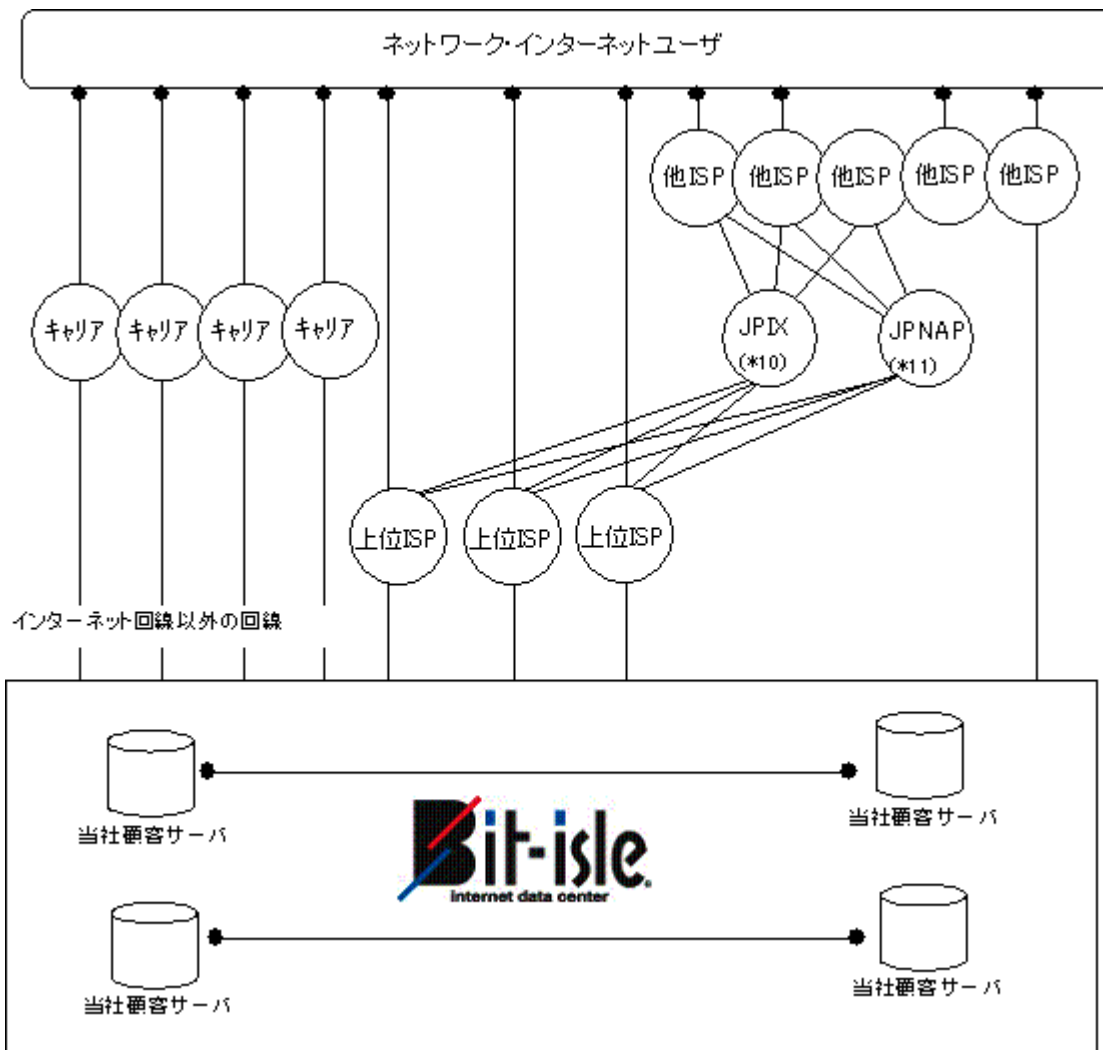 ネットワーク・インターネットユーザ
他ISP 他ISP 他ISP 他ISP 他ISP
キャリア キャリア キャリア キャリア
JPIX JPNAP
(*10) (*11)
上位ISP 上位ISP 上位ISP
インターネット回線以外の回線
当社顧客サーバ 当社顧客サーバ
Bit-isle®
internet data center
当社顧客サーバ 当社顧客サーバ